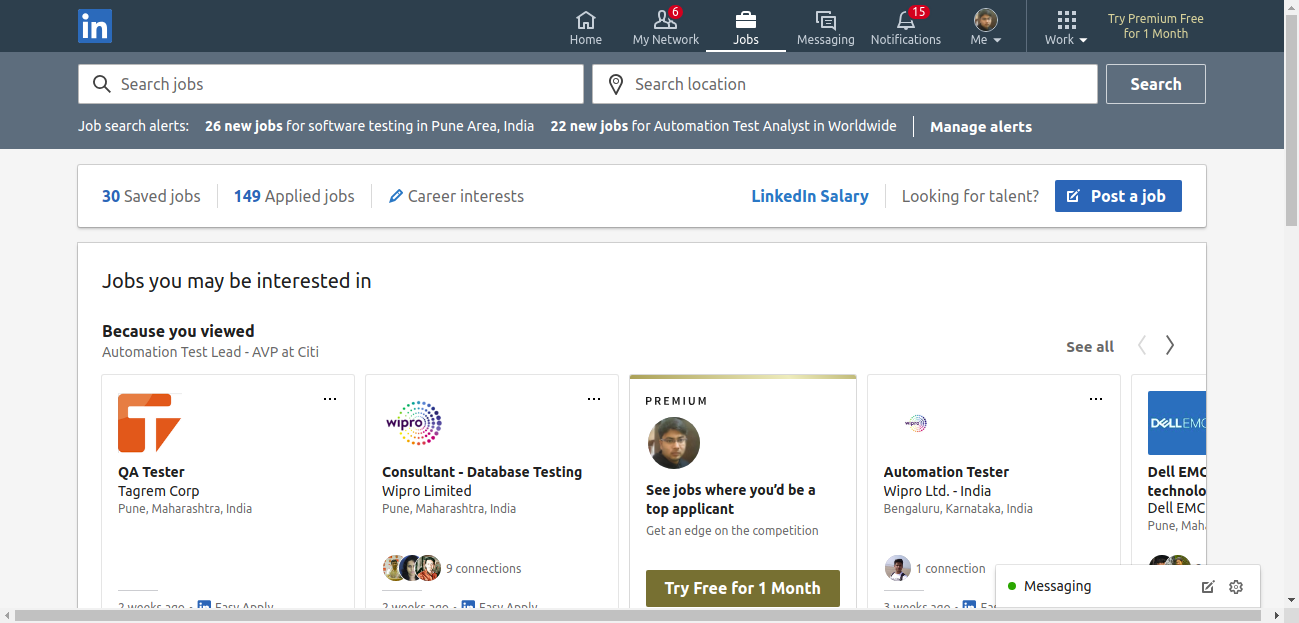 in
6
15
Home
My Network
Jobs
Messaging
Notifications
Me
Work
Try Premium Free
for 1 Month
Search jobs
Search location
Search
Job search alerts: 26 new jobs for software testing in Pune Area, India 22 new jobs for Automation Test Analyst in Worldwide Manage alerts
30 Saved jobs 149 Applied jobs Career interests LinkedIn Salary Looking for talent? Post a job
Jobs you may be interested in
Because you viewed
Automation Test Lead - AVP at Citi
See all
QA Tester
Tagrem Corp
Pune, Maharashtra, India
2 weeks ago · in Easy Apply
wipro
Consultant - Database Testing
Wipro Limited
Pune, Maharashtra, India
9 connections
2 weeks ago · in Easy Apply
PREMIUM
See jobs where you'd be a
top applicant
Get an edge on the competition
Try Free for 1 Month
wipro
Automation Tester
Wipro Ltd. - India
Bengaluru, Karnataka, India
1 connection
3 weeks ago · in
DELL EMC
Dell EMC
technolo
Dell EMC
Pune, Mah
Messaging